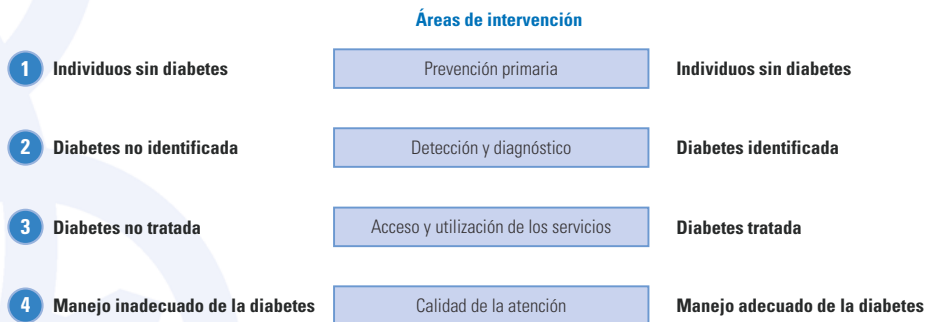 Áreas de intervención
1 Individuos sin diabetes Prevención primaria Individuos sin diabetes
2 Diabetes no identificada Detección y diagnóstico Diabetes identificada
3 Diabetes no tratada Acceso y utilización de los servicios Diabetes tratada
4 Manejo inadecuado de la diabetes Calidad de la atención Manejo adecuado de la diabetes